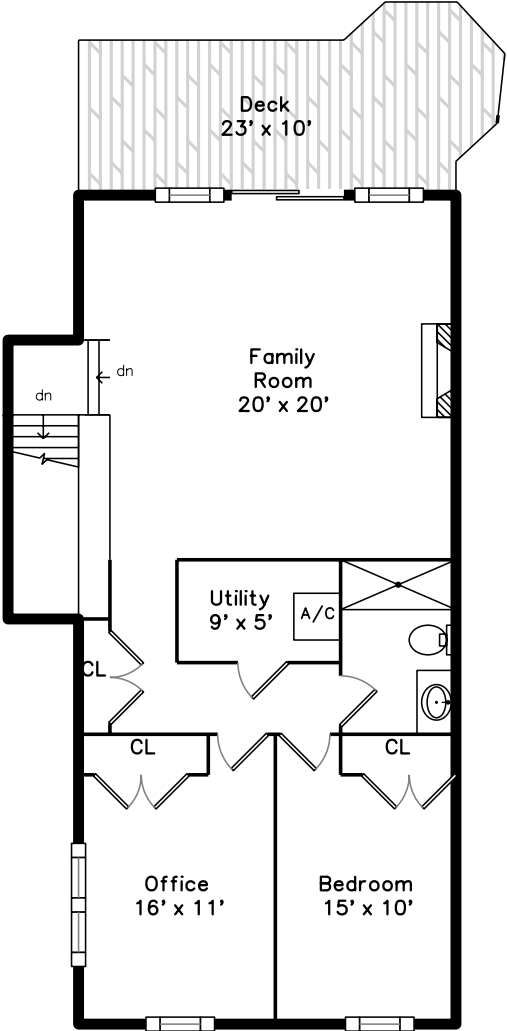 Deck
23' x 10'
Family
Room
20' x 20'
dn
dn
Utility
9' x 5'
A/C
CL
CL
CL
Office
16' x 11'
Bedroom
15' x 10'